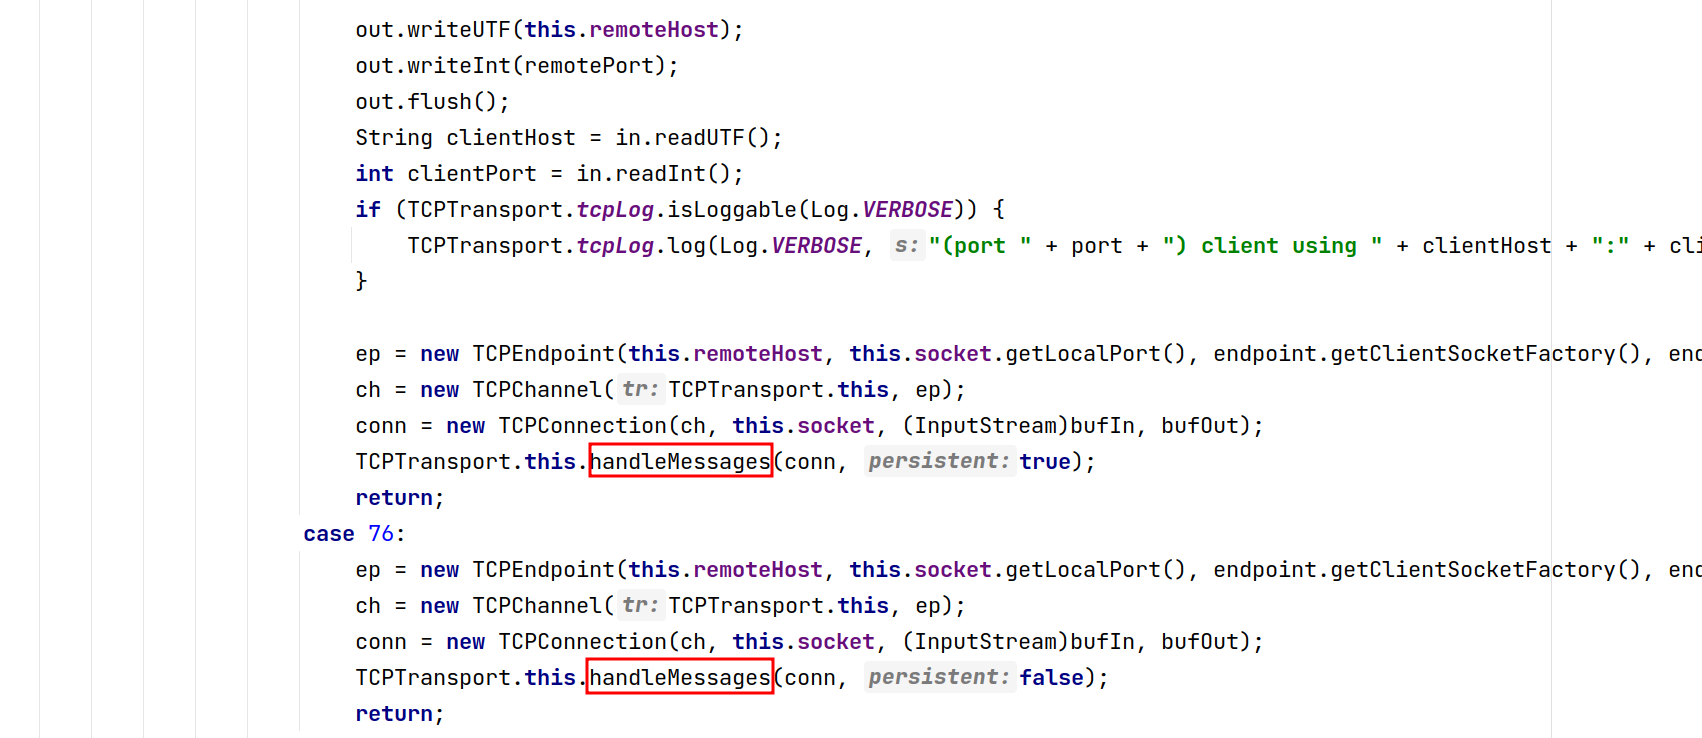 out.writeUTF(this.remoteHost);
out.writeInt(remotePort);
out.flush();
String clientHost = in.readUTF();
int clientPort = in.readInt();
if (TCPTransport.tcpLog.isLoggable(Log.VERBOSE)) {
TCPTransport.tcpLog.log(Log.VERBOSE, s: "(port " + port + ") client using " + clientHost + ":" + cli
}
ep = new TCPEndpoint(this.remoteHost, this.socket.getLocalPort(), endpoint.getClientSocketFactory(), end
ch = new TCPChannel( tr: TCPTransport.this, ep);
conn = new TCPConnection(ch, this.socket, (InputStream)bufIn, bufOut);
TCPTransport.this.handleMessages(conn, persistent: true);
return;
case 76:
ep = new TCPEndpoint(this.remoteHost, this.socket.getLocalPort(), endpoint.getClientSocketFactory(), end
ch = new TCPChannel( tr: TCPTransport.this, ep);
conn = new TCPConnection(ch, this.socket, (InputStream)bufIn, bufOut);
TCPTransport.this.handleMessages(conn, persistent: false);
return;